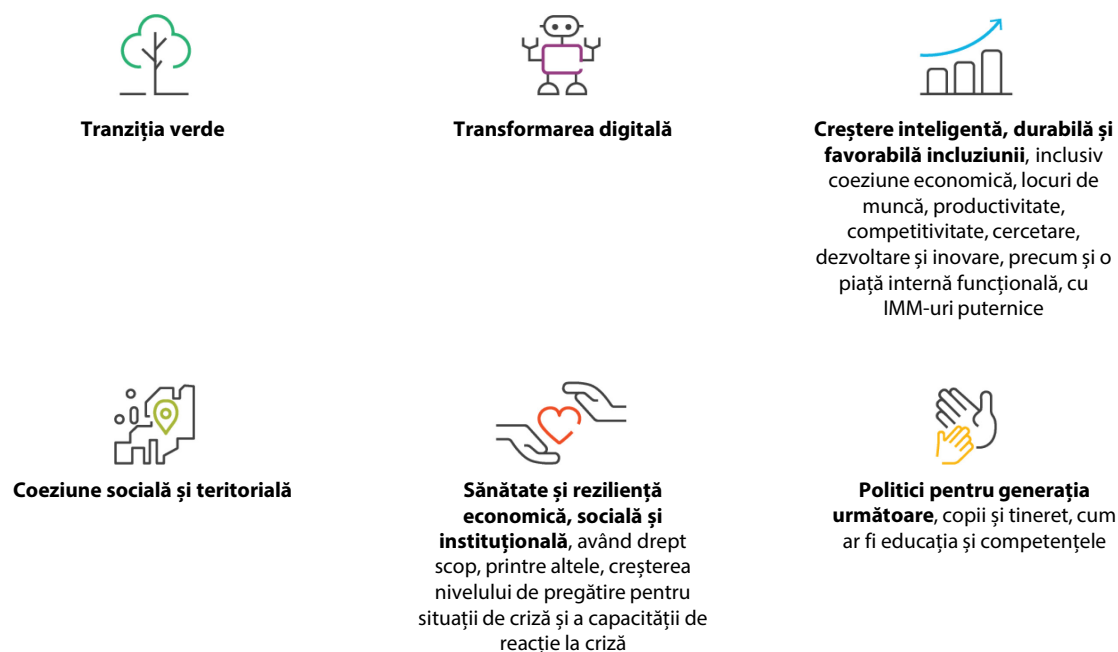 Tranziția verde
Transformarea digitală
Creștere inteligentă, durabilă și
favorabilă incluziunii, inclusiv
coeziune economică, locuri de
muncă, productivitate,
competitivitate, cercetare,
dezvoltare și inovare, precum și o
piață internă funcțională, cu
IMM-uri puternice
Coeziune socială și teritorială
Sănătate și reziliență
economică, socială și
instituțională, având drept
scop, printre altele, creșterea
nivelului de pregătire pentru
situații de criză și a capacității de
reacție la criză
Politici pentru generația
următoare, copii și tineret, cum
ar fi educația și competențele